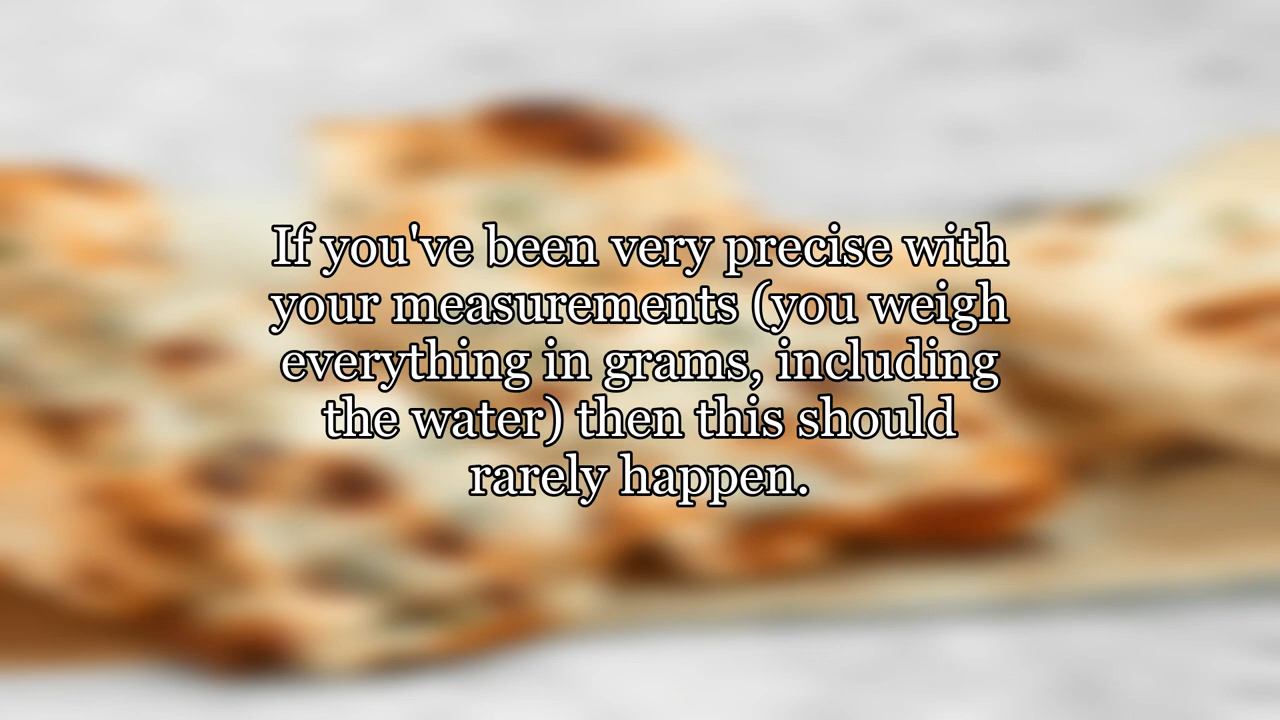 If you've been very precise with
your measurements (you weigh
everything in grams, including
the water) then this should
rarely happen.